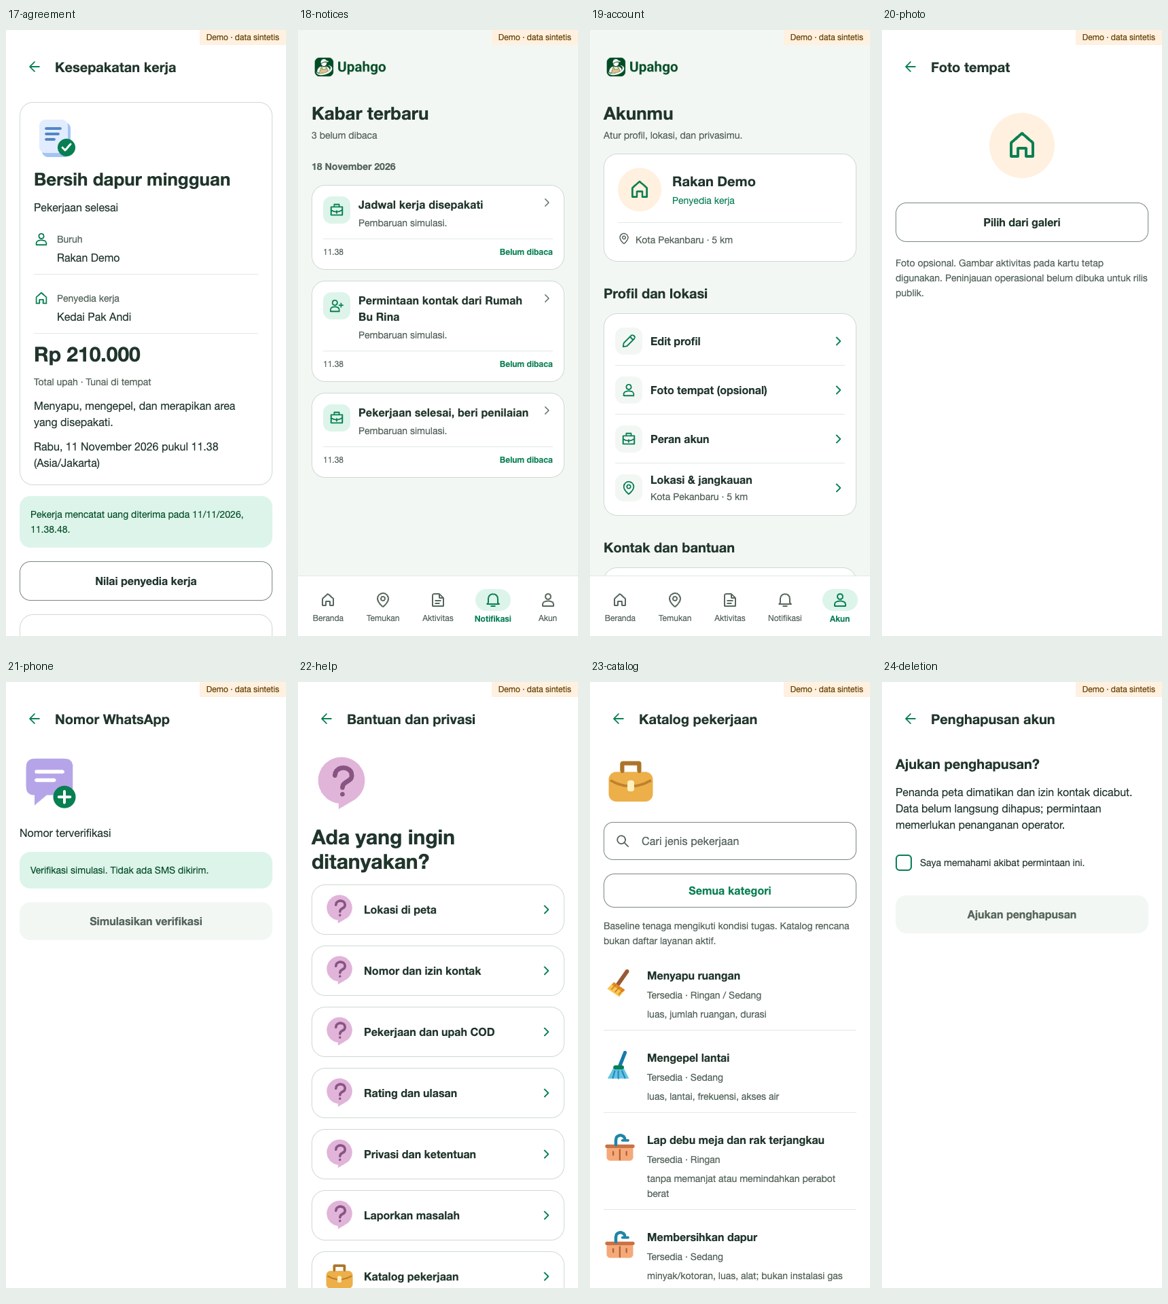 17-agreement
Demo · data sintetis
Kesepakatan kerja
Bersih dapur mingguan
Pekerjaan selesai
Buruh
Rakan Demo
Penyedia kerja
Kedai Pak Andi
Rp 210.000
Total upah · Tunai di tempat
Menyapu, mengepel, dan merapikan area
yang disepakati.
Rabu, 11 November 2026 pukul 11.38
(Asia/Jakarta)
Pekerja mencatat uang diterima pada 11/11/2026,
11.38.48.
Nilai penyedia kerja
18-notices
Demo · data sintetis
Upahgo
Kabar terbaru
3 belum dibaca
18 November 2026
Jadwal kerja disepakati
Pembaruan simulasi.
11.38
Belum dibaca
Permintaan kontak dari Rumah
Bu Rina
Pembaruan simulasi.
11.38
Belum dibaca
Pekerjaan selesai, beri penilaian
Pembaruan simulasi.
11.38
Belum dibaca
Beranda
Temukan
Aktivitas
Notifikasi
Akun
19-account
Demo · data sintetis
Upahgo
Akunmu
Atur profil, lokasi, dan privasimu.
Rakan Demo
Penyedia kerja
Kota Pekanbaru · 5 km
Profil dan lokasi
Edit profil
Foto tempat (opsional)
Peran akun
Lokasi & jangkauan
Kota Pekanbaru · 5 km
Kontak dan bantuan
Beranda
Temukan
Aktivitas
Notifikasi
Akun
20-photo
Demo · data sintetis
Foto tempat
Pilih dari galeri
Foto opsional. Gambar aktivitas pada kartu tetap
digunakan. Peninjauan operasional belum dibuka untuk rilis
publik.
21-phone
Demo · data sintetis
Nomor WhatsApp
Nomor terverifikasi
Verifikasi simulasi. Tidak ada SMS dikirim.
Simulasikan verifikasi
22-help
Demo · data sintetis
Bantuan dan privasi
Ada yang ingin
ditanyakan?
Lokasi di peta
Nomor dan izin kontak
Pekerjaan dan upah COD
Rating dan ulasan
Privasi dan ketentuan
Laporkan masalah
Katalog pekerjaan
23-catalog
Demo · data sintetis
Katalog pekerjaan
Cari jenis pekerjaan
Semua kategori
Baseline tenaga mengikuti kondisi tugas. Katalog rencana
bukan daftar layanan aktif.
Menyapu ruangan
Tersedia · Ringan / Sedang
luas, jumlah ruangan, durasi
Mengepel lantai
Tersedia · Sedang
luas, lantai, frekuensi, akses air
Lap debu meja dan rak terjangkau
Tersedia · Ringan
tanpa memanjat atau memindahkan perabot
berat
Membersihkan dapur
Tersedia · Sedang
minyak/kotoran, luas, alat; bukan instalasi gas
24-deletion
Demo · data sintetis
Penghapusan akun
Ajukan penghapusan?
Penanda peta dimatikan dan izin kontak dicabut.
Data belum langsung dihapus; permintaan
memerlukan penanganan operator.
Saya memahami akibat permintaan ini.
Ajukan penghapusan